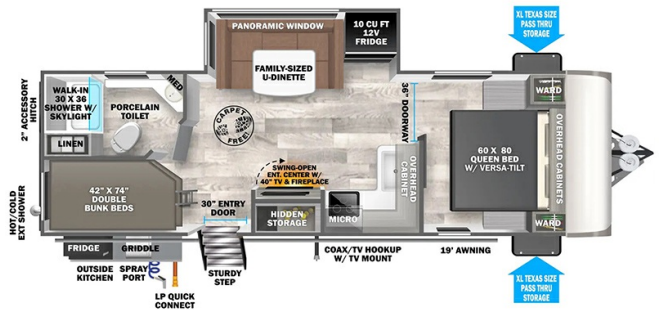 XL TEXAS SIZE
PASS THRU
STORAGE
PANORAMIC WINDOW
10 CU FT
12V
FRIDGE
FAMILY-SIZED
U-DINETTE
WALK-IN
30 X 36
SHOWER W/
SKYLIGHT
MED
PORCELAIN
TOILET
2" ACCESSORY
HITCH
LINEN
CARPET
FREE!
36" DOORWAY
WARD
60 X 80
QUEEN BED
W/ VERSA-TILT
OVERHEAD CABINETS
OVERHEAD
CABINET
SWING-OPEN
ENT. CENTER W/
40" TV & FIREPLACE
42" X 74"
DOUBLE
BUNK BEDS
30" ENTRY
DOOR
HIDDEN
STORAGE
MICRO
WARD
HOT/COLD
EXT SHOWER
FRIDGE
GRIDDLE
OUTSIDE
KITCHEN
SPRAY
PORT
STURDY
STEP
COAX/TV HOOKUP
W/ TV MOUNT
19' AWNING
LP QUICK
CONNECT
XL TEXAS SIZE
PASS THRU
STORAGE